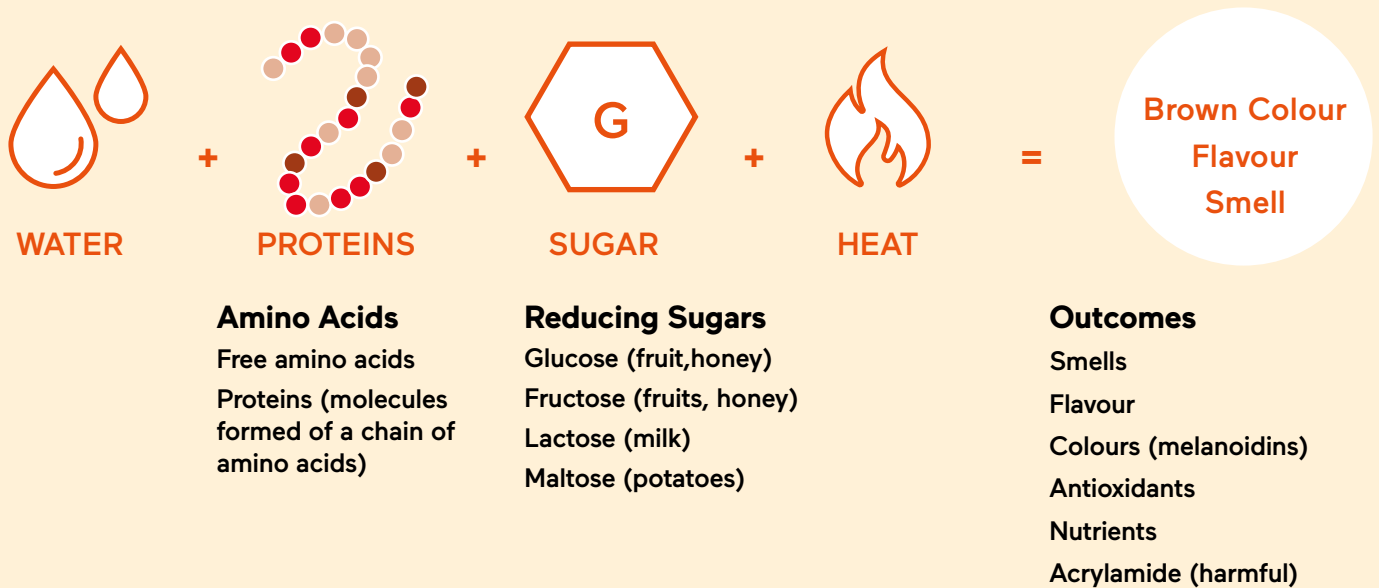 +
+
G
+
=
Brown Colour
Flavour
Smell
WATER
PROTEINS
SUGAR
HEAT
Amino Acids
Free amino acids
Proteins (molecules
formed of a chain of
amino acids)
Reducing Sugars
Glucose (fruit,honey)
Fructose (fruits, honey)
Lactose (milk)
Maltose (potatoes)
Outcomes
Smells
Flavour
Colours (melanoidins)
Antioxidants
Nutrients
Acrylamide (harmful)